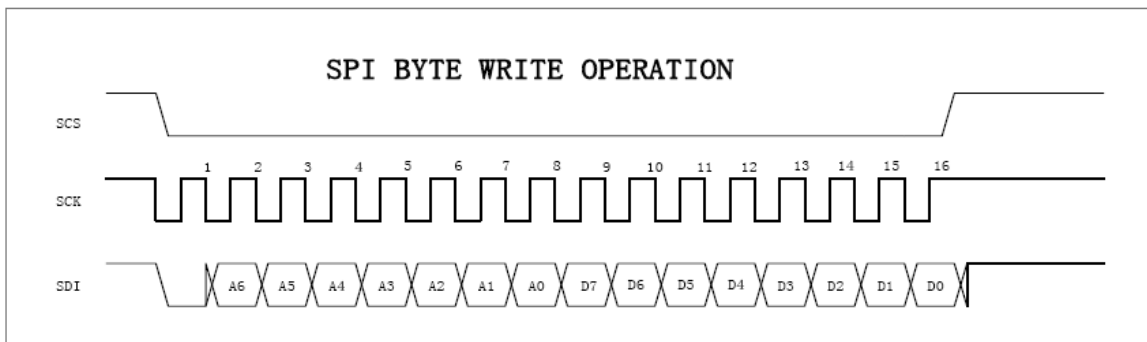 SPI BYTE WRITE OPERATION
SCS
1 2 3 4 5 6 7 8 9 10 11 12 13 14 15 16
SCK
SDI A6 A5 A4 A3 A2 A1 A0 D7 D6 D5 D4 D3 D2 D1 D0